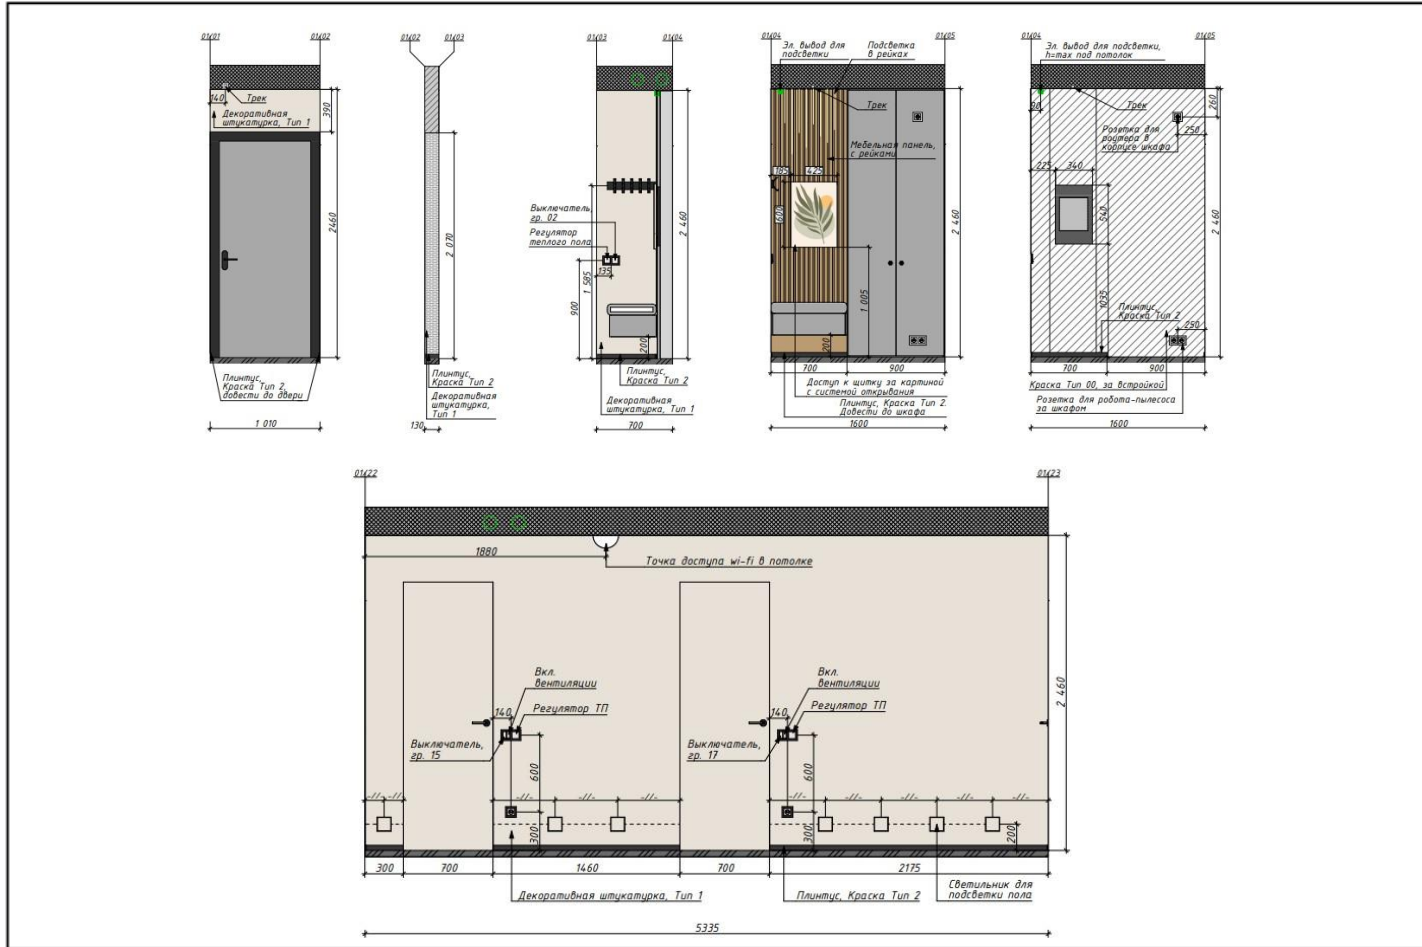 01/01
01/02
140
Трек
Декоративная
штукатурка, Тип 1
390
2460
Плинтус,
Краска Тип 2.
довести до двери
1 010
01/02
01/03
2 070
Плинтус,
Краска Тип 2
Декоративная
штукатурка,
Тип 1
130
01/03
01/04
Выключатель,
гр. 02
Регулятор
теплого пола
135
1 585
900
200
2 460
Плинтус,
Краска Тип 2
Декоративная
штукатурка, Тип 1
700
01/04
01/05
Эл. вывод для
подсветки
Подсветка
в рейках
Трек
Мебельная панель,
с рейками
185
425
600
1 005
200
2 460
700
900
Доступ к щитку за картиной
с системой открывания
Плинтус, Краска Тип 2.
Довести до шкафа
1600
01/04
01/05
Эл. вывод для подсветки,
h=max под потолок
90
Трек
260
Розетка для
роутера в
корпусе шкафа
250
225
340
540
1035
2 460
Плинтус,
Краска Тип 2
250
700
900
Краска Тип 00, за встройкой
Розетка для робота-пылесоса
за шкафом
1600
01/22
01/23
1880
Точка доступа wi-fi в потолке
Вкл.
вентиляции
140
Регулятор ТП
Выключатель,
гр. 15
600
300
Вкл.
вентиляции
140
Регулятор ТП
Выключатель,
гр. 17
600
300
2 460
200
-//-
-//-
-//-
-//-
-//-
-//-
-//-
-//-
-//-
-//-
300
700
1460
700
2175
Декоративная штукатурка, Тип 1
Плинтус, Краска Тип 2
Светильник для
подсветки пола
5335